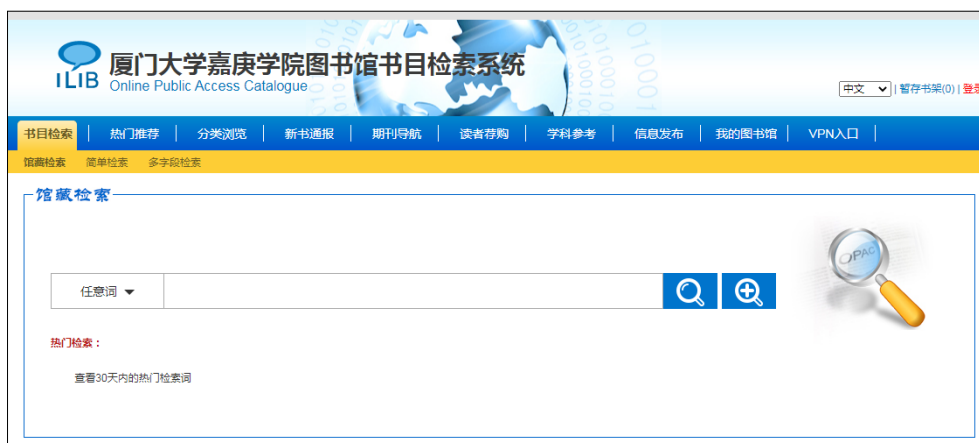 厦门大学嘉庚学院图书馆书目检索系统
iLIB Online Public Access Catalogue
中文 | 暂存书架(0) | 登录
书目检索 热门推荐 分类浏览 新书通报 期刊导航 读者荐购 学科参考 信息发布 我的图书馆 VPN入口
馆藏检索 简单检索 多字段检索
馆藏检索
OPAC
任意词
热门检索：
查看30天内的热门检索词